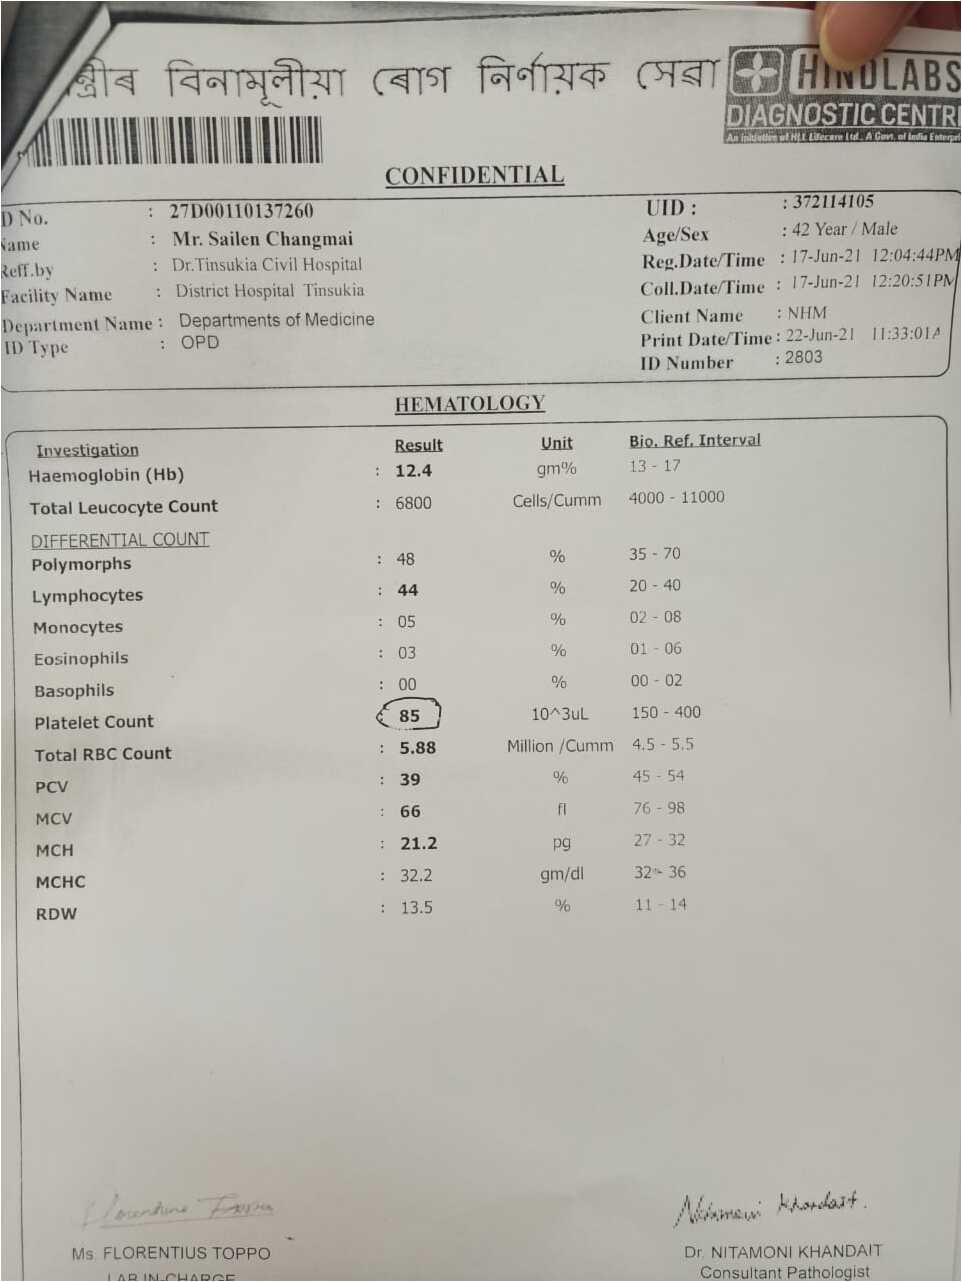 বিনামূলীয়া ৰোগ নিৰ্ণায়ক সেৱা
HINDLABS
DIAGNOSTIC CENTR
An Initiative of HLL Lifecare Ltd., A Govt. of India Enterpr
CONFIDENTIAL
D No. : 27D00110137260 UID : : 372114105
Name : Mr. Sailen Changmai Age/Sex : 42 Year / Male
Reff.by : Dr.Tinsukia Civil Hospital Reg.Date/Time : 17-Jun-21 12:04:44PM
Facility Name : District Hospital Tinsukia Coll.Date/Time : 17-Jun-21 12:20:51PM
Department Name : Departments of Medicine Client Name : NHM
ID Type : OPD Print Date/Time : 22-Jun-21 11:33:01A
ID Number : 2803
HEMATOLOGY
Investigation Result Unit Bio. Ref. Interval
Haemoglobin (Hb) : 12.4 gm% 13 - 17
Total Leucocyte Count : 6800 Cells/Cumm 4000 - 11000
DIFFERENTIAL COUNT
Polymorphs : 48 % 35 - 70
Lymphocytes : 44 % 20 - 40
Monocytes : 05 % 02 - 08
Eosinophils : 03 % 01 - 06
Basophils : 00 % 00 - 02
Platelet Count 85 10^3uL 150 - 400
Total RBC Count : 5.88 Million /Cumm 4.5 - 5.5
PCV : 39 % 45 - 54
MCV : 66 fl 76 - 98
MCH : 21.2 pg 27 - 32
MCHC : 32.2 gm/dl 32 - 36
RDW : 13.5 % 11 - 14
Florentius Toppo Nitamoni Khandait.
Ms. FLORENTIUS TOPPO Dr. NITAMONI KHANDAIT
LAB IN-CHARGE Consultant Pathologist